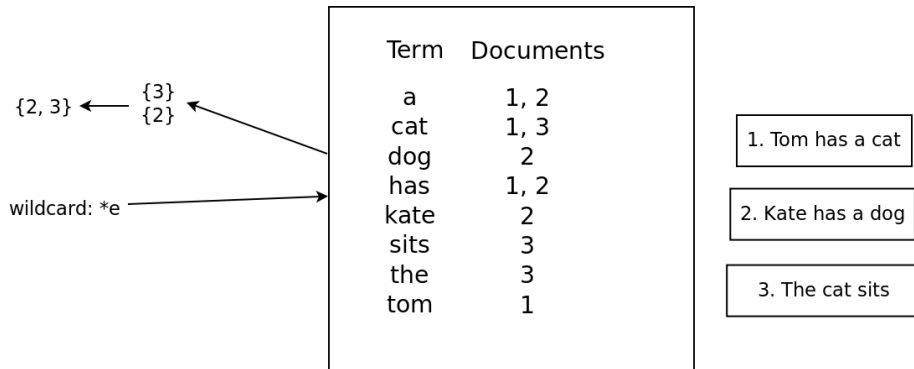 Term Documents
a 1, 2
cat 1, 3
dog 2
has 1, 2
kate 2
sits 3
the 3
tom 1
{2, 3}
{3}
{2}
wildcard: *e
1. Tom has a cat
2. Kate has a dog
3. The cat sits